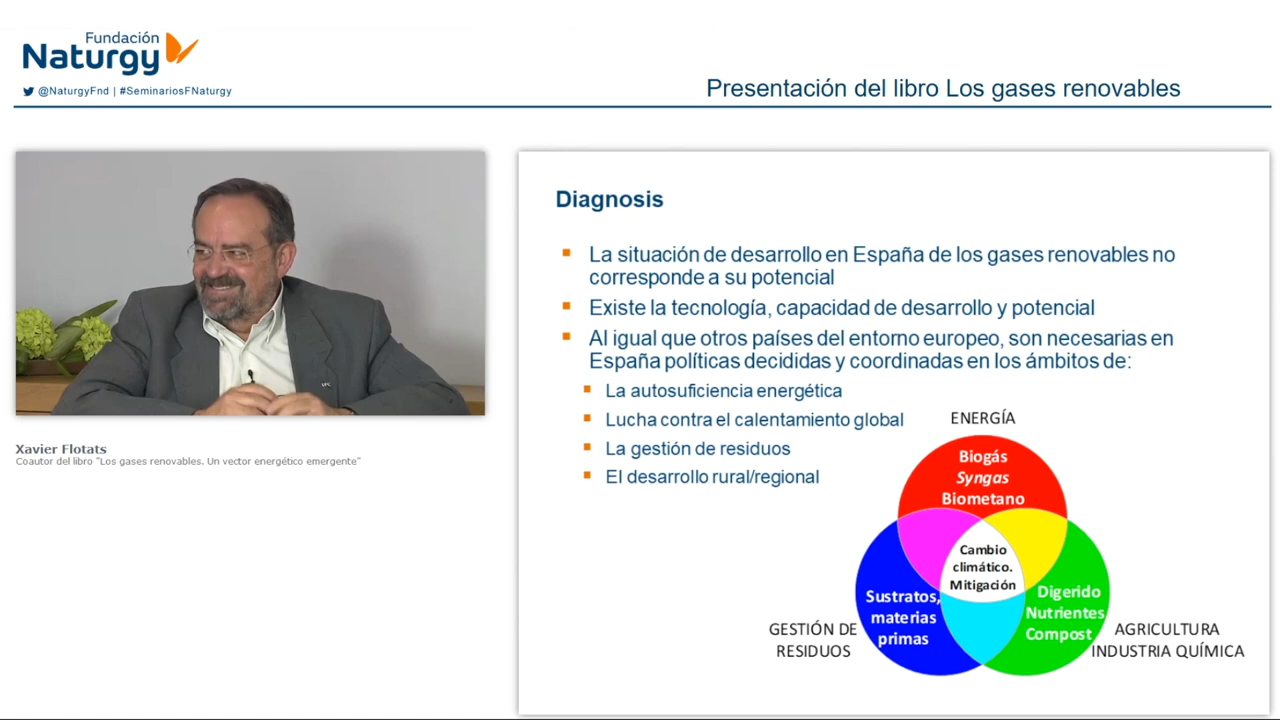 Fundación
Naturgy
@NaturgyFnd | #SeminariosFNaturgy
Presentación del libro Los gases renovables
UPC
Xavier Flotats
Coautor del libro "Los gases renovables. Un vector energético emergente"
Diagnosis
La situación de desarrollo en España de los gases renovables no
corresponde a su potencial
Existe la tecnología, capacidad de desarrollo y potencial
Al igual que otros países del entorno europeo, son necesarias en
España políticas decididas y coordinadas en los ámbitos de:
La autosuficiencia energética
Lucha contra el calentamiento global
La gestión de residuos
El desarrollo rural/regional
ENERGÍA
Biogás
Syngas
Biometano
Cambio
climático.
Mitigación
Sustratos,
materias
primas
Digerido
Nutrientes
Compost
GESTIÓN DE
RESIDUOS
AGRICULTURA
INDUSTRIA QUÍMICA